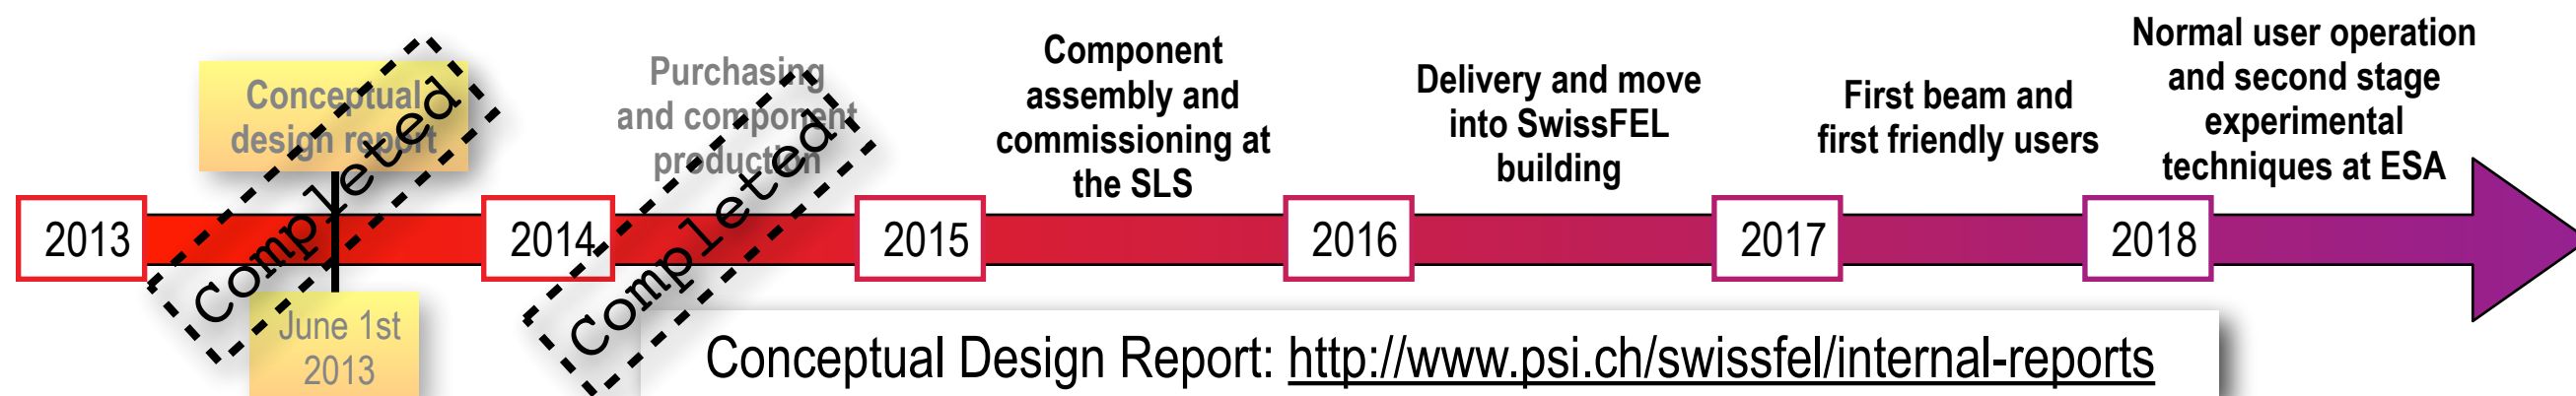 Conceptual
design report
Completed
June 1st
2013
Purchasing
and component
production
Completed
Component
assembly and
commissioning at
the SLS
Delivery and move
into SwissFEL
building
First beam and
first friendly users
Normal user operation
and second stage
experimental
techniques at ESA
2013
2014
2015
2016
2017
2018
Conceptual Design Report: http://www.psi.ch/swissfel/internal-reports